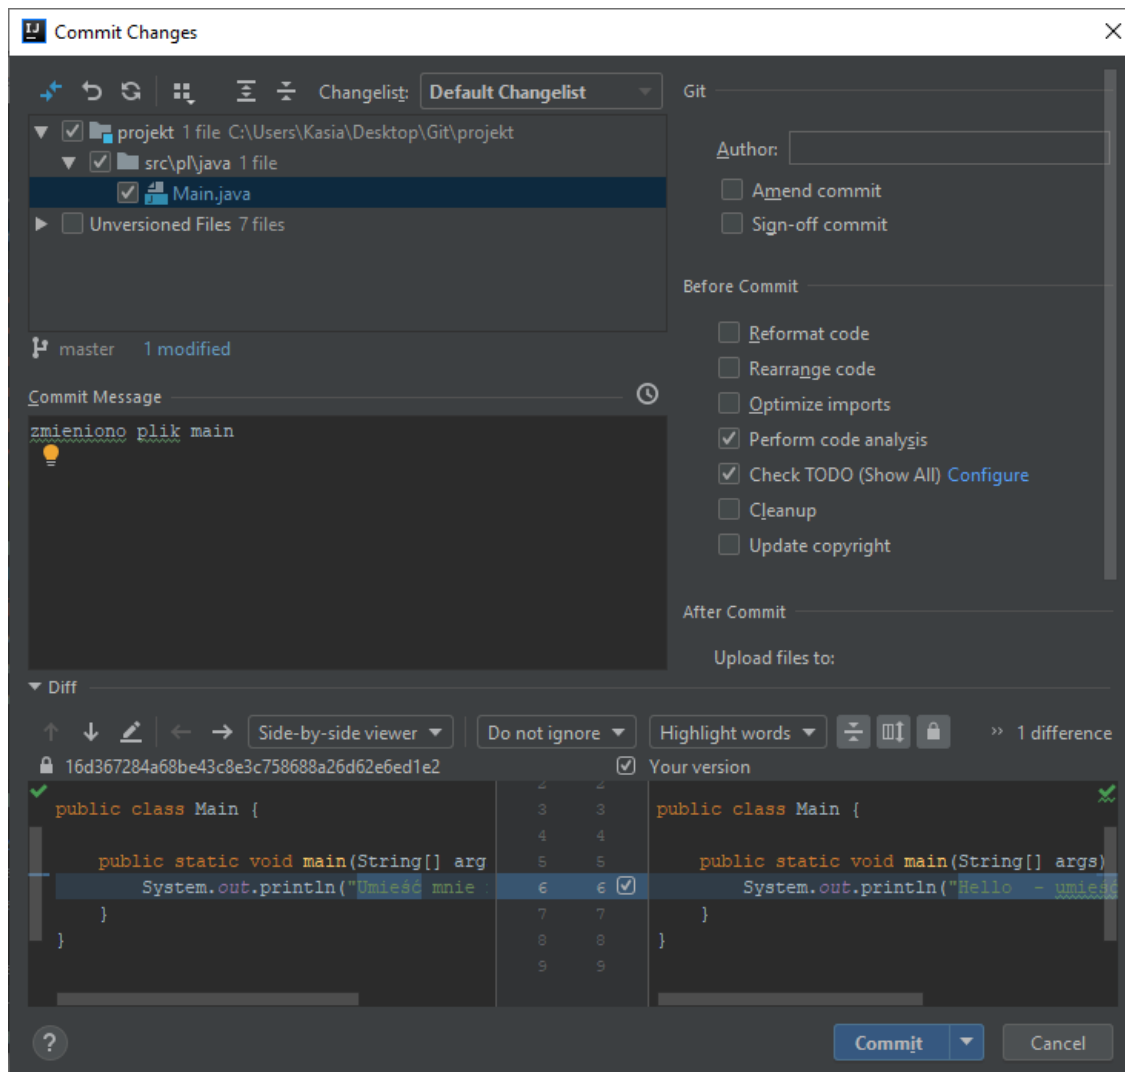 Commit Changes
Changelist: Default Changelist
projekt 1 file C:\Users\Kasia\Desktop\Git\projekt
src\pl\java 1 file
Main.java
Unversioned Files 7 files
master 1 modified
Commit Message
zmieniono plik main
Git
Author:
Amend commit
Sign-off commit
Before Commit
Reformat code
Rearrange code
Optimize imports
Perform code analysis
Check TODO (Show All) Configure
Cleanup
Update copyright
After Commit
Upload files to:
Diff
Side-by-side viewer Do not ignore Highlight words 1 difference
16d367284a68be43c8e3c758688a26d62e6ed1e2 Your version
2 2
public class Main { 3 3 public class Main {
4 4
public static void main(String[] arg 5 5 public static void main(String[] args)
System.out.println("Umieść mnie 6 6 System.out.println("Hello - umieść
} 7 7 }
} 8 8 }
9 9
? Commit Cancel